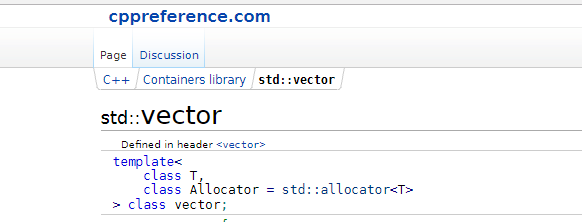 cppreference.com
Page Discussion
C++ Containers library std::vector
std::vector
Defined in header <vector>
template<
    class T,
    class Allocator = std::allocator<T>
> class vector;